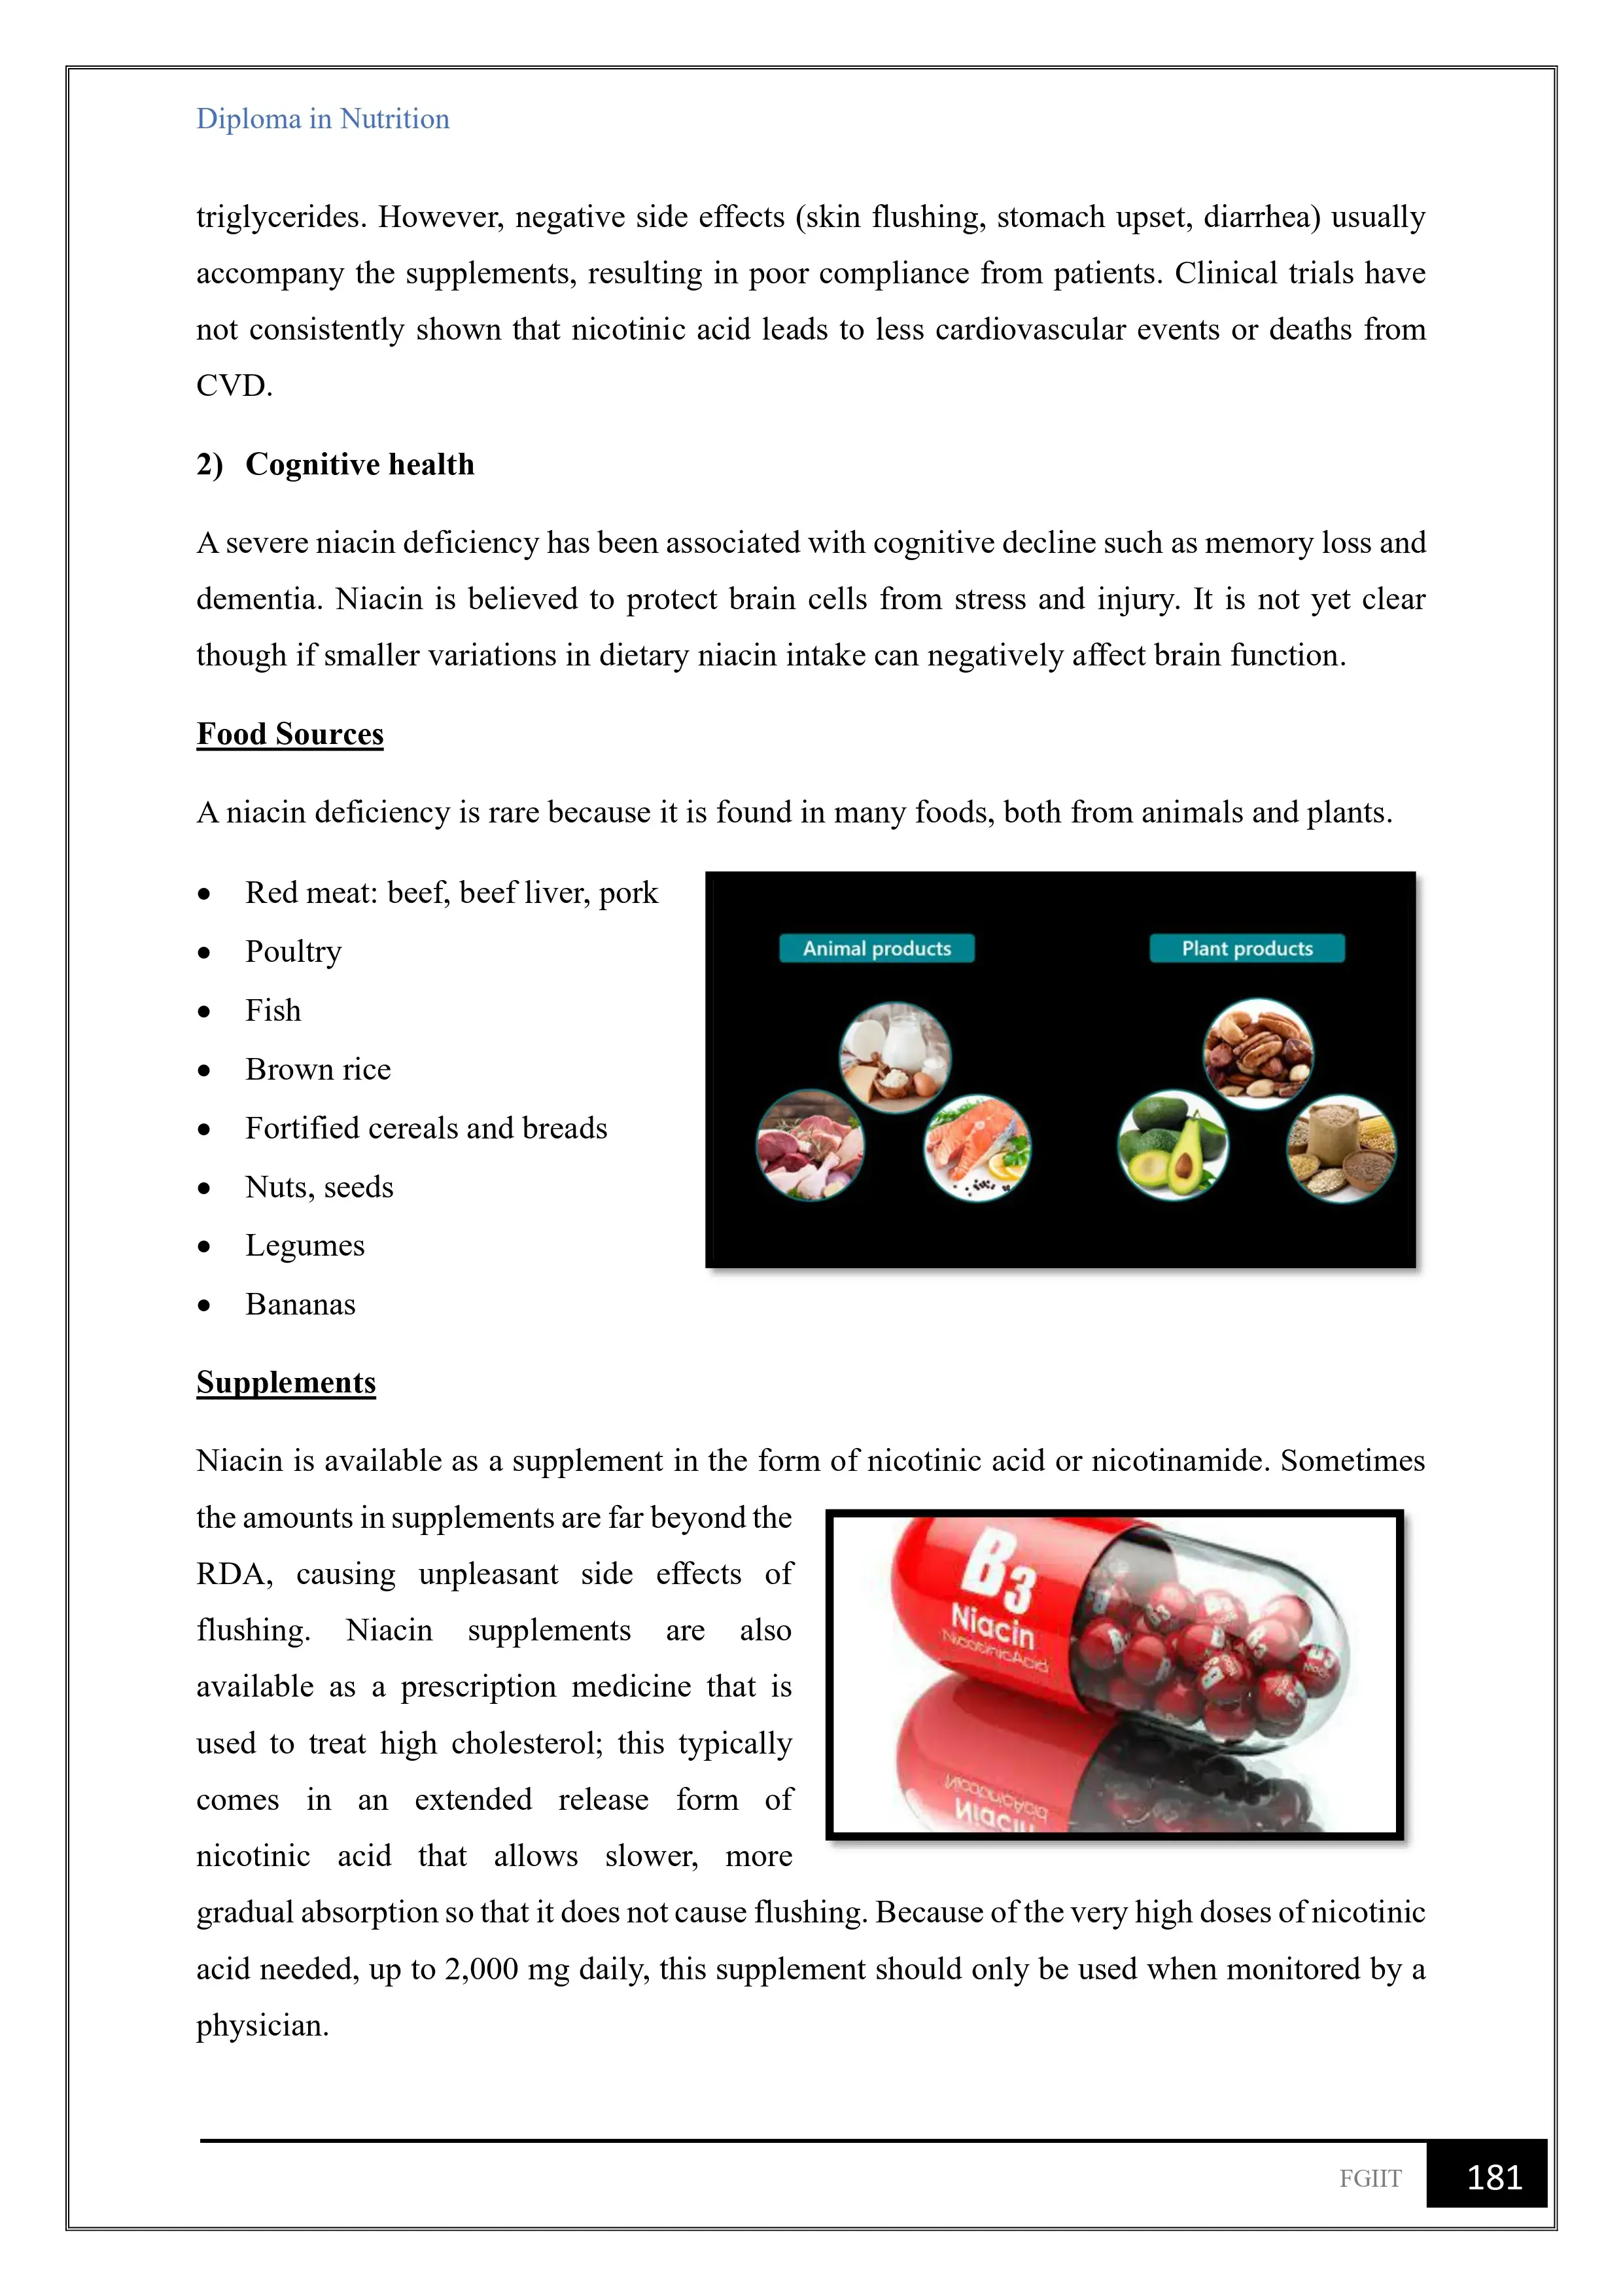 Diploma in Nutrition
triglycerides. However, negative side effects (skin flushing, stomach upset, diarrhea) usually
accompany the supplements, resulting in poor compliance from patients. Clinical trials have
not consistently shown that nicotinic acid leads to less cardiovascular events or deaths from
CVD.
2) Cognitive health
A severe niacin deficiency has been associated with cognitive decline such as memory loss and
dementia. Niacin is believed to protect brain cells from stress and injury. It is not yet clear
though if smaller variations in dietary niacin intake can negatively affect brain function.
Food Sources
A niacin deficiency is rare because it is found in many foods, both from animals and plants.
• Red meat: beef, beef liver, pork
• Poultry
• Fish
• Brown rice
• Fortified cereals and breads
• Nuts, seeds
• Legumes
• Bananas
Animal products
Plant products
Supplements
Niacin is available as a supplement in the form of nicotinic acid or nicotinamide. Sometimes
the amounts in supplements are far beyond the
RDA, causing unpleasant side effects of
flushing. Niacin supplements are also
available as a prescription medicine that is
used to treat high cholesterol; this typically
comes in an extended release form of
nicotinic acid that allows slower, more
B3
Niacin
NicotinicAcid
gradual absorption so that it does not cause flushing. Because of the very high doses of nicotinic
acid needed, up to 2,000 mg daily, this supplement should only be used when monitored by a
physician.
FGIIT
181